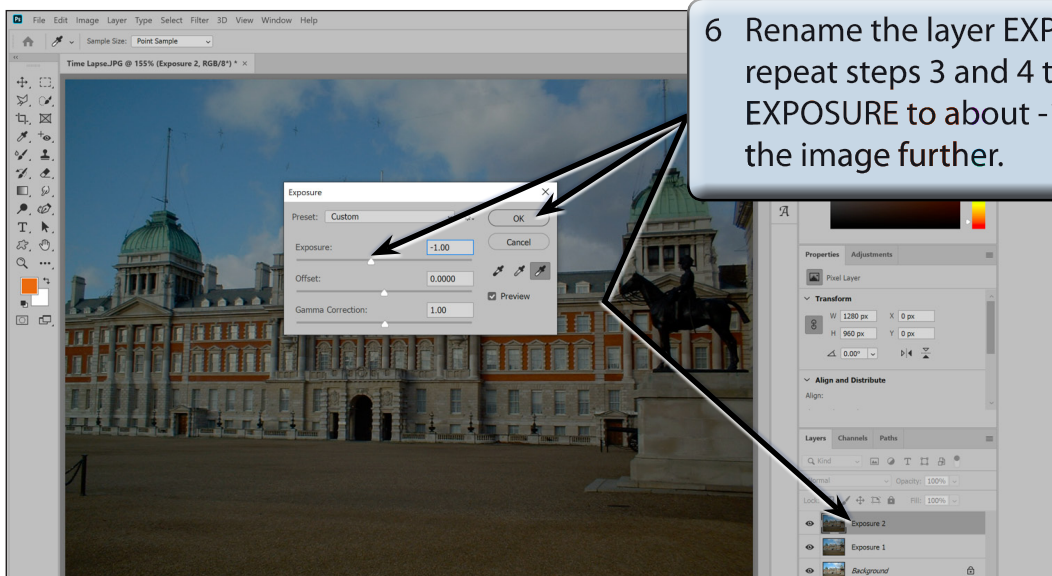 Ps File Edit Image Layer Type Select Filter 3D View Window Help
Sample Size: Point Sample
Time Lapse.JPG @ 155% (Exposure 2, RGB/8*) * ×
6 Rename the layer EXP
repeat steps 3 and 4 t
EXPOSURE to about -
the image further.
Exposure
Preset: Custom
OK
Exposure: -1.00
Cancel
Offset: 0.0000
Preview
Gamma Correction: 1.00
Properties Adjustments
Pixel Layer
Transform
W 1280 px X 0 px
H 960 px Y 0 px
0.00°
Align and Distribute
Align:
Layers Channels Paths
Kind
Opacity: 100%
Fill: 100%
Exposure 2
Exposure 1
Background